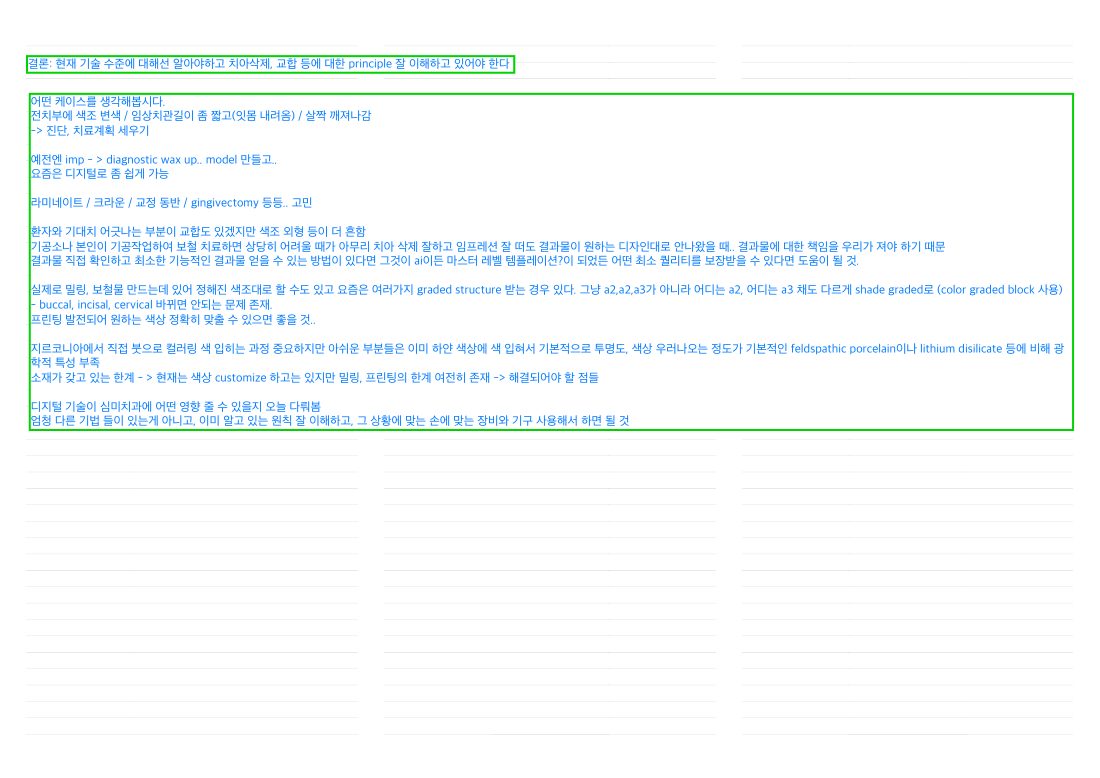 결론: 현재 기술 수준에 대해선 알아야하고 치아삭제, 교합 등에 대한 principle 잘 이해하고 있어야 한다
어떤 케이스를 생각해봅시다.
전치부에 색조 변색 / 임상치관길이 좀 짧고(잇몸 내려옴) / 살짝 깨져나감
-> 진단, 치료계획 세우기
예전엔 imp - > diagnostic wax up.. model 만들고..
요즘은 디지털로 좀 쉽게 가능
라미네이트 / 크라운 / 교정 동반 / gingivectomy 등등.. 고민
환자와 기대치 어긋나는 부분이 교합도 있겠지만 색조 외형 등이 더 흔함
기공소나 본인이 기공작업하여 보철 치료하면 상당히 어려울 때가 아무리 치아 삭제 잘하고 임프레션 잘 떠도 결과물이 원하는 디자인대로 안나왔을 때.. 결과물에 대한 책임을 우리가 져야 하기 때문
결과물 직접 확인하고 최소한 기능적인 결과물 얻을 수 있는 방법이 있다면 그것이 ai이든 마스터 레벨 템플레이션?이 되었든 어떤 최소 퀄리티를 보장받을 수 있다면 도움이 될 것.
실제로 밀링, 보철물 만드는데 있어 정해진 색조대로 할 수도 있고 요즘은 여러가지 graded structure 받는 경우 있다. 그냥 a2,a2,a3가 아니라 어디는 a2, 어디는 a3 채도 다르게 shade graded로 (color graded block 사용)
- buccal, incisal, cervical 바뀌면 안되는 문제 존재.
프린팅 발전되어 원하는 색상 정확히 맞출 수 있으면 좋을 것..
지르코니아에서 직접 붓으로 컬러링 색 입히는 과정 중요하지만 아쉬운 부분들은 이미 하얀 색상에 색 입혀서 기본적으로 투명도, 색상 우러나오는 정도가 기본적인 feldspathic porcelain이나 lithium disilicate 등에 비해 광
학적 특성 부족
소재가 갖고 있는 한계 - > 현재는 색상 customize 하고는 있지만 밀링, 프린팅의 한계 여전히 존재 -> 해결되어야 할 점들
디지털 기술이 심미치과에 어떤 영향 줄 수 있을지 오늘 다뤄봄
엄청 다른 기법 들이 있는게 아니고, 이미 알고 있는 원칙 잘 이해하고, 그 상황에 맞는 손에 맞는 장비와 기구 사용해서 하면 될 것